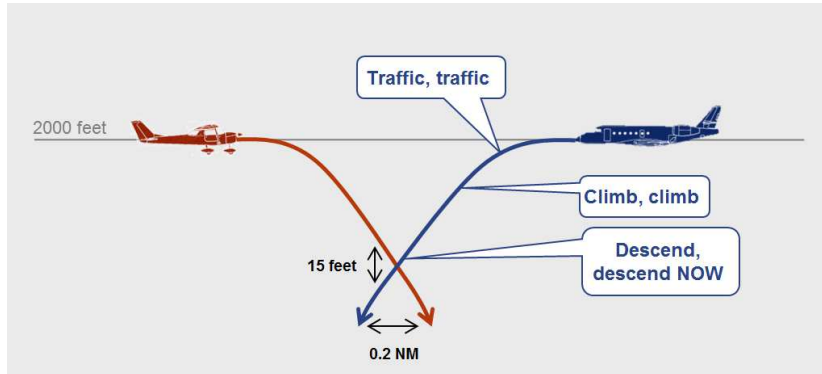 Traffic, traffic
2000 feet
Climb, climb
Descend,
descend NOW
15 feet
0.2 NM